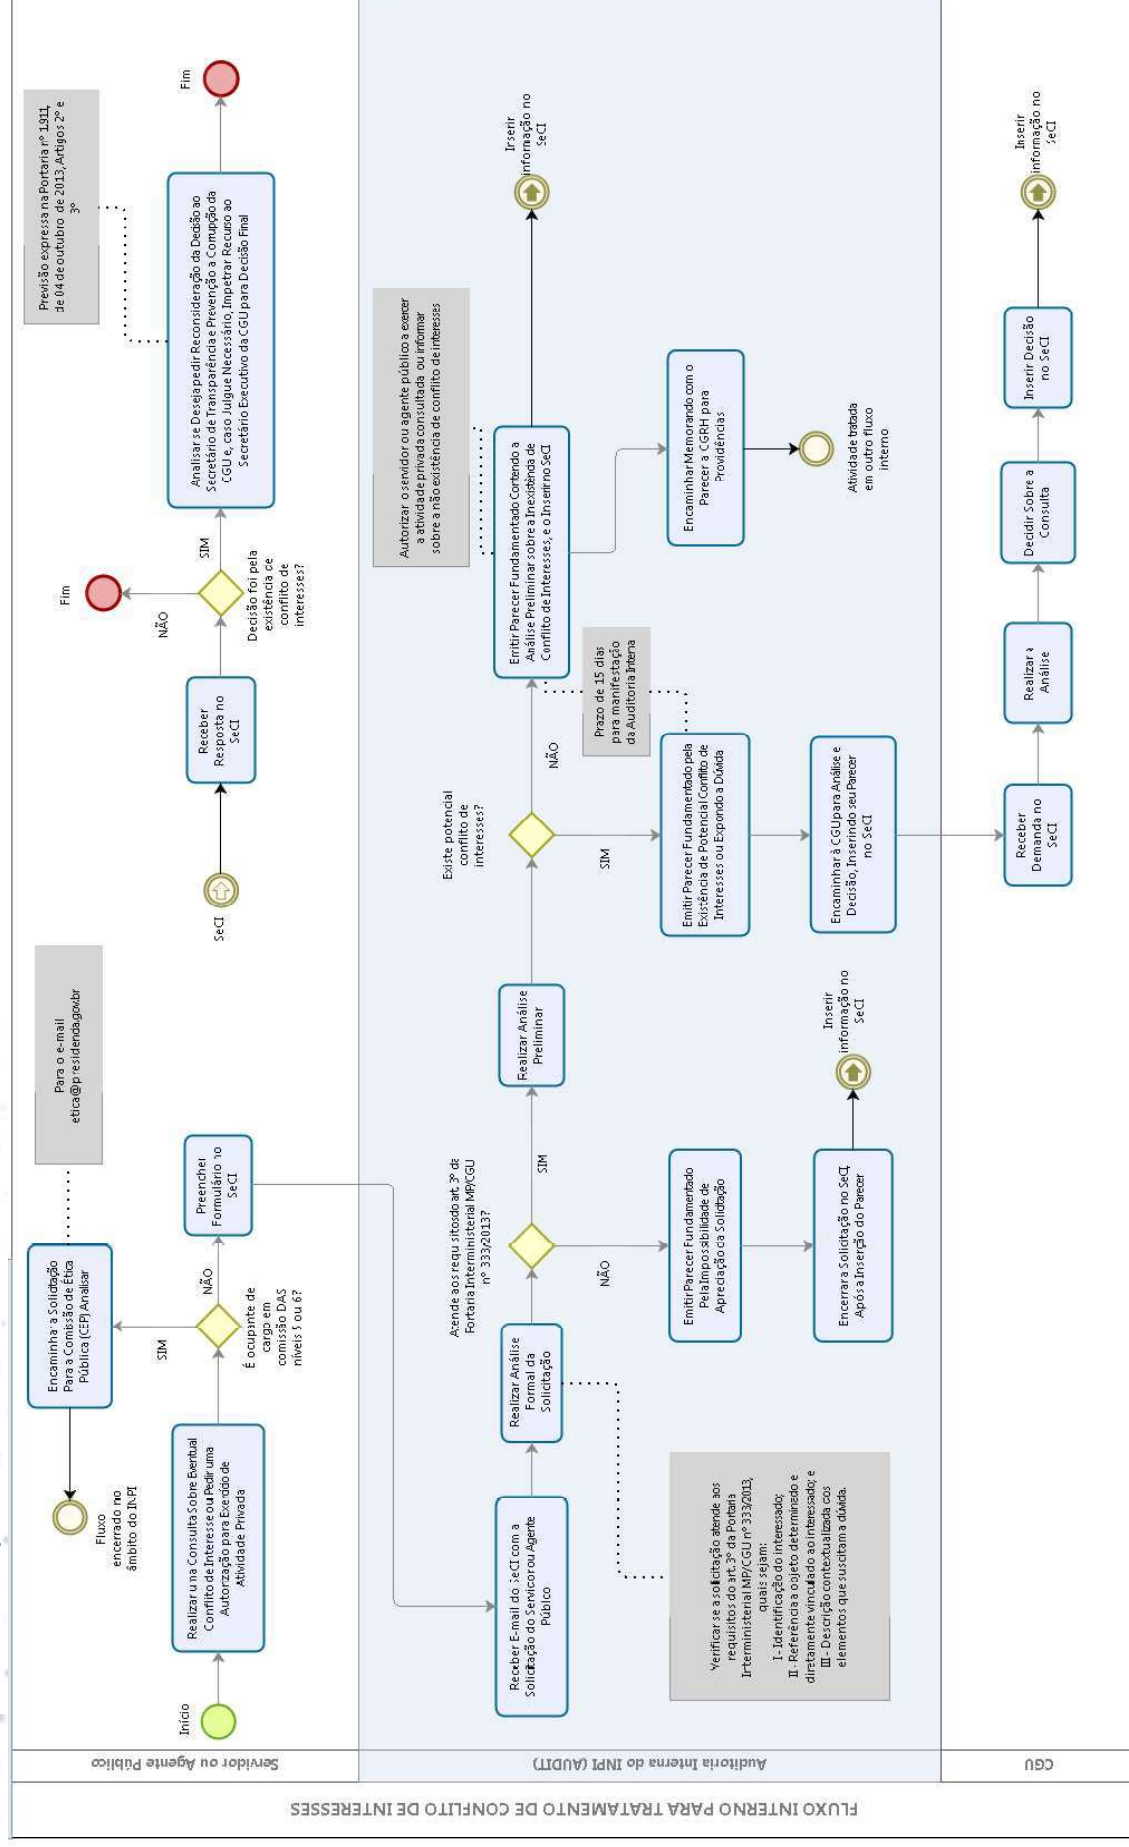 FLUXO INTERNO PARA TRATAMENTO DE CONFLITO DE INTERESSES
Servidor ou Agente Público
Início
Realizar uma Consulta Sobre Eventual
Conflito de Interesse ou Pedir uma
Autorização para Exercício de
Atividade Privada
É ocupante de
cargo em
comissão DAS
níveis 5 ou 6?
SIM
Encaminhar a Solicitação
Para a Comissão de Ética
Pública (CEP) Analisar
Para o e-mail
etica@presidencia.gov.br
Fluxo
encerrado no
âmbito do INPI
NÃO
Preencher
Formulário no
SeCI
SeCI
Receber
Resposta no
SeCI
Decisão foi pela
existência de
conflito de
interesses?
NÃO
Fim
SIM
Analisar se Deseja pedir Reconsideração da Decisão ao
Secretário de Transparência e Prevenção a Corrupção da
CGU e, caso Julgue Necessário, Impetrar Recurso ao
Secretário Executivo da CGU para Decisão Final
Previsão expressa na Portaria nº 1.911,
de 04 de outubro de 2013, Artigos 2º e
3º
Fim
Auditoria Interna do INPI (AUDIT)
Receber E-mail do SeCI com a
Solicitação do Servidor ou Agente
Público
Realizar Análise
Formal da
Solicitação
Verificar se a solicitação atende aos
requisitos do art. 3º da Portaria
Interministerial MP/CGU nº 333/2013,
quais sejam:
I - Identificação do interessado;
II - Referência a objeto determinado e
diretamente vinculado ao interessado; e
III - Descrição contextualizada dos
elementos que suscitam a dúvida.
Atende aos requisitos do art. 3º da
Portaria Interministerial MP/CGU
nº 333/2013?
NÃO
Emitir Parecer Fundamentado
Pela Impossibilidade de
Apreciação da Solicitação
Encerrar a Solicitação no SeCI,
Após a Inserção do Parecer
Inserir
informação no
SeCI
SIM
Realizar Análise
Preliminar
Existe potencial
conflito de
interesses?
SIM
Emitir Parecer Fundamentado pela
Existência de Potencial Conflito de
Interesses ou Expondo a Dúvida
Encaminhar à CGU para Análise e
Decisão, Inserindo seu Parecer
no SeCI
Prazo de 15 dias
para manifestação
da Auditoria Interna
NÃO
Emitir Parecer Fundamentado Contendo a
Análise Preliminar sobre a Inexistência de
Conflito de Interesses, e o Inserir no SeCI
Autorizar o servidor ou agente público a exercer
a atividade privada consultada ou informar
sobre a não existência de conflito de interesses
Inserir
informação no
SeCI
Encaminhar Memorando com o
Parecer a CGRH para
Providências
Atividade tratada
em outro fluxo
interno
CGU
Receber
Demanda no
SeCI
Realizar a
Análise
Decidir Sobre a
Consulta
Inserir Decisão
no SeCI
Inserir
informação no
SeCI